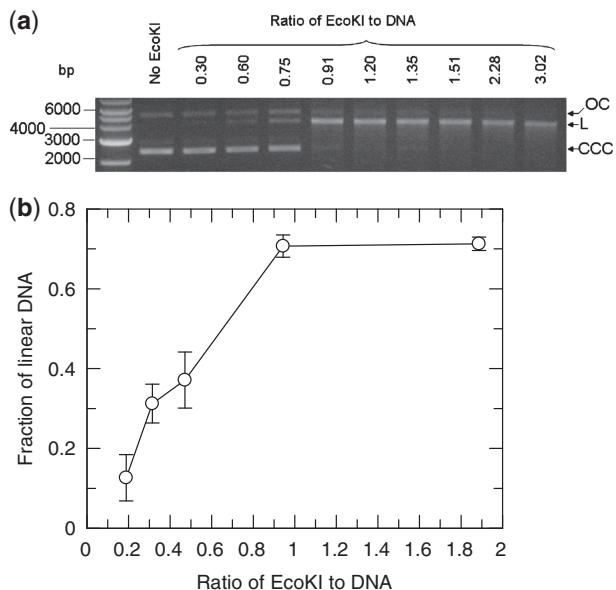 (a)
Ratio of EcoKI to DNA
bp
No EcoKI
0.30
0.60
0.75
0.91
1.20
1.35
1.51
2.28
3.02
6000
4000
3000
2000
OC
L
CCC
(b)
0.8
0.6
0.4
0.2
0
Fraction of linear DNA
0 0.2 0.4 0.6 0.8 1 1.2 1.4 1.6 1.8 2
Ratio of EcoKI to DNA